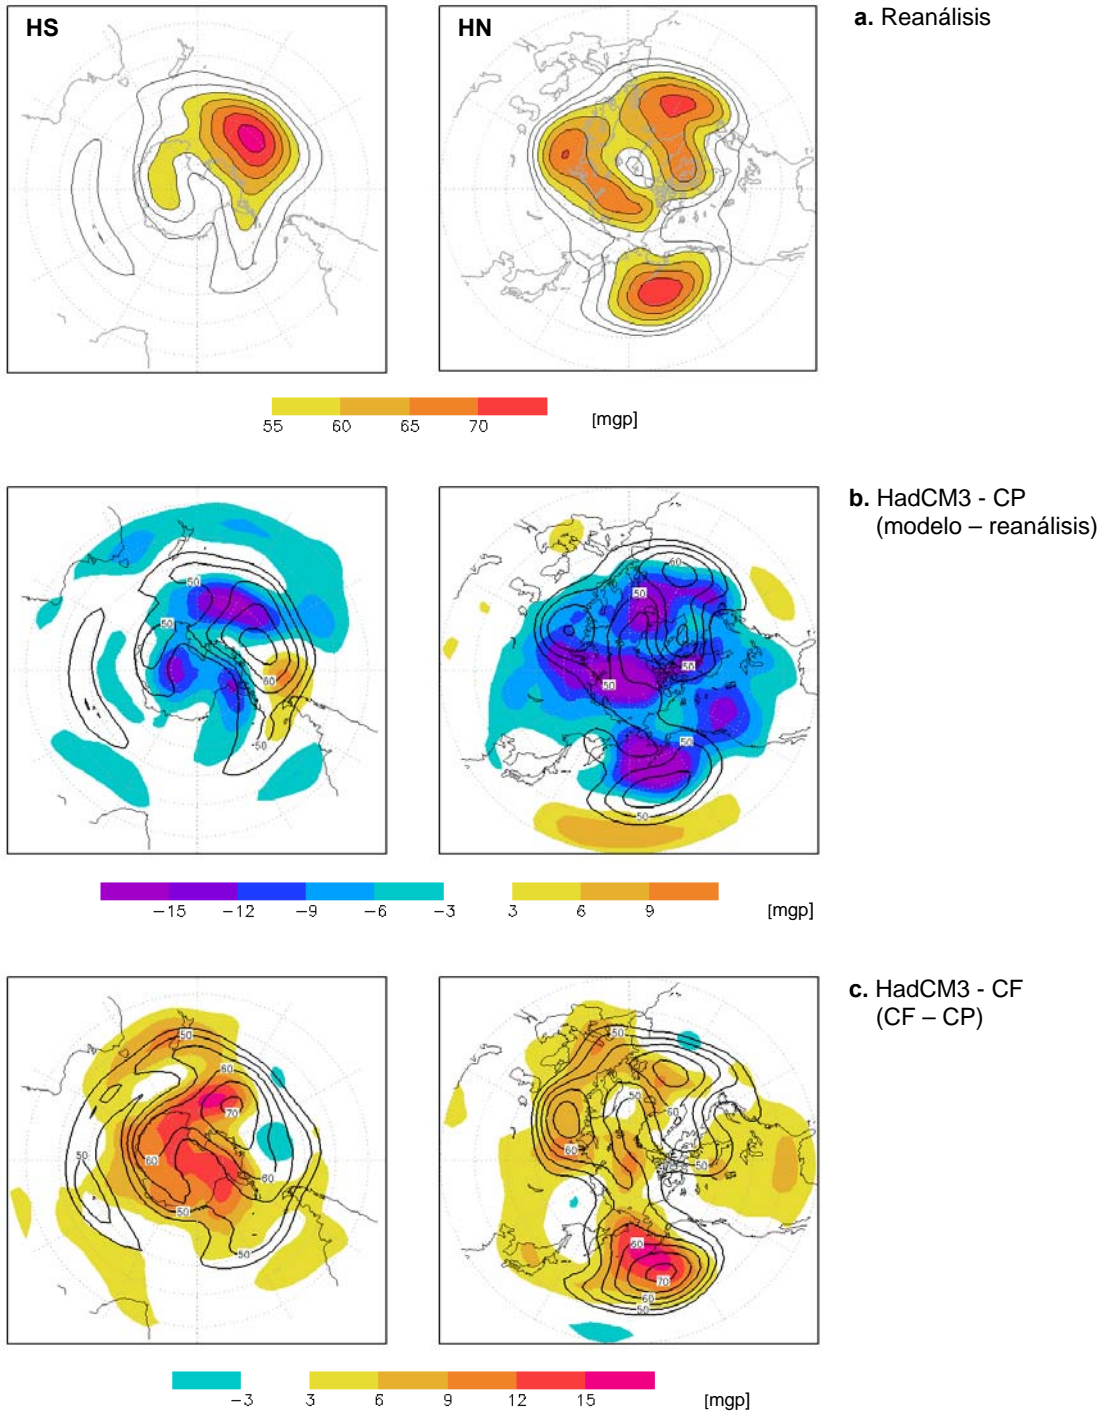 HS
HN
a. Reanálisis
55 60 65 70 [mgp]
b. HadCM3 - CP
(modelo – reanálisis)
50
50
60
50
60
50
50
50
50
50
−15 −12 −9 −6 −3 3 6 9 [mgp]
c. HadCM3 - CF
(CF – CP)
50
60
70
50
60
60
50
50
50
50
60
60
50
60
70
60
50
−3 3 6 9 12 15 [mgp]